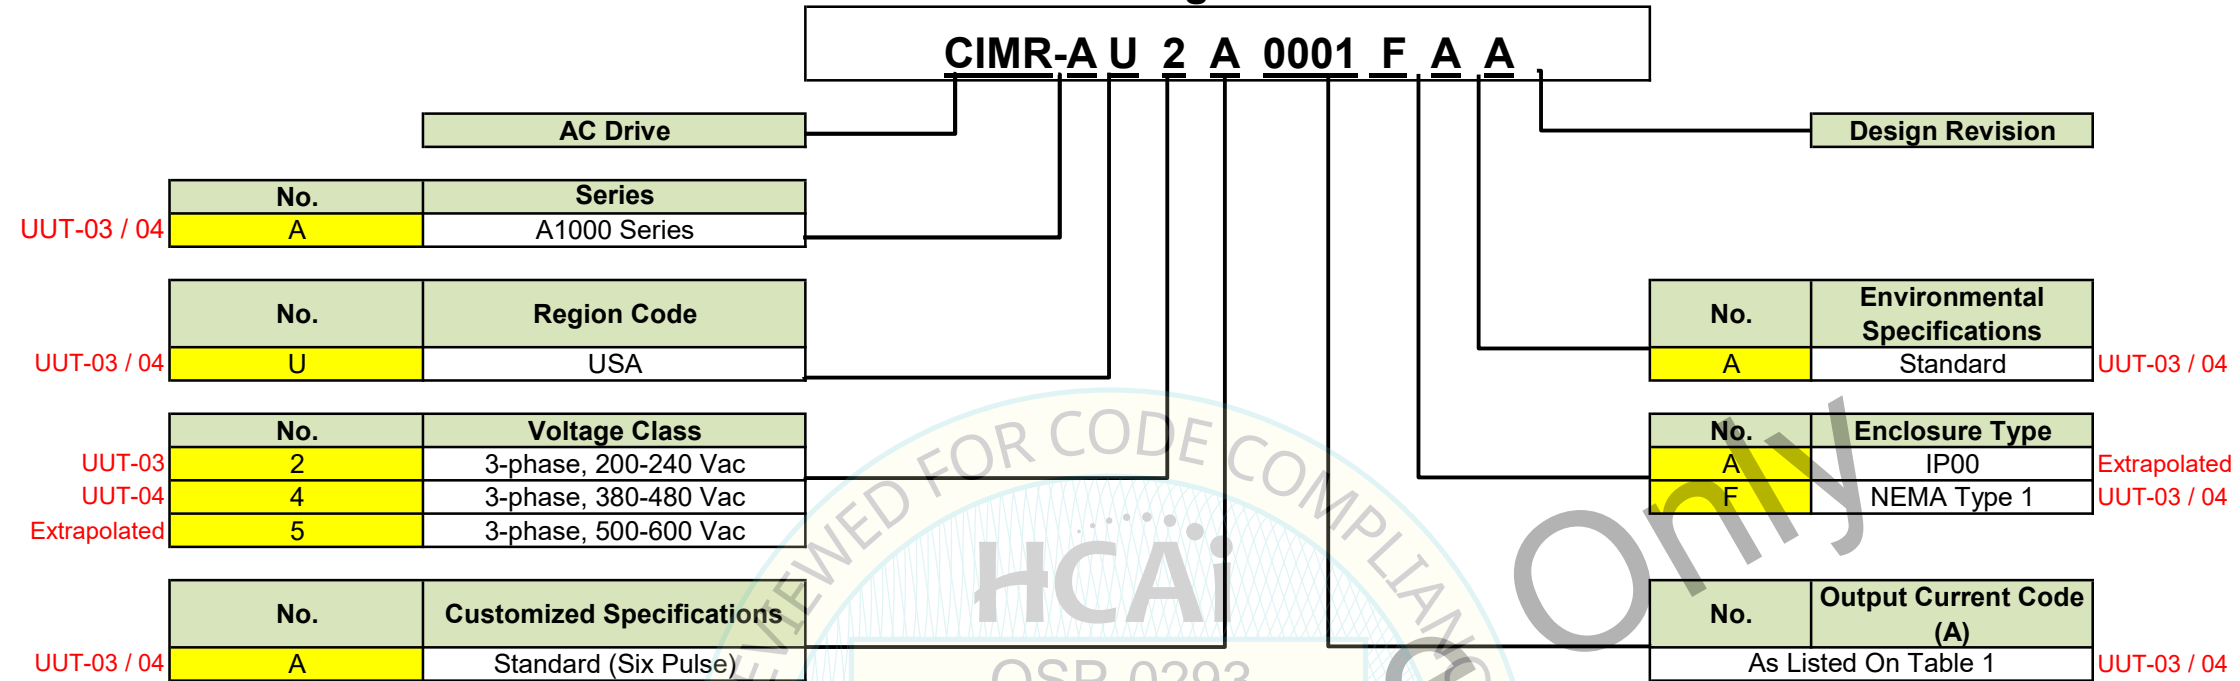 CIMR-A U 2 A 0001 F A A
AC Drive
Design Revision
No. Series
UUT-03 / 04 A A1000 Series
No. Region Code
UUT-03 / 04 U USA
No. Environmental Specifications
A Standard UUT-03 / 04
No. Voltage Class
UUT-03 2 3-phase, 200-240 Vac
UUT-04 4 3-phase, 380-480 Vac
Extrapolated 5 3-phase, 500-600 Vac
No. Enclosure Type
A IP00 Extrapolated
F NEMA Type 1 UUT-03 / 04
No. Customized Specifications
UUT-03 / 04 A Standard (Six Pulse)
No. Output Current Code (A)
As Listed On Table 1 UUT-03 / 04
FOR CODE
HCAi
OSP-0293
Only